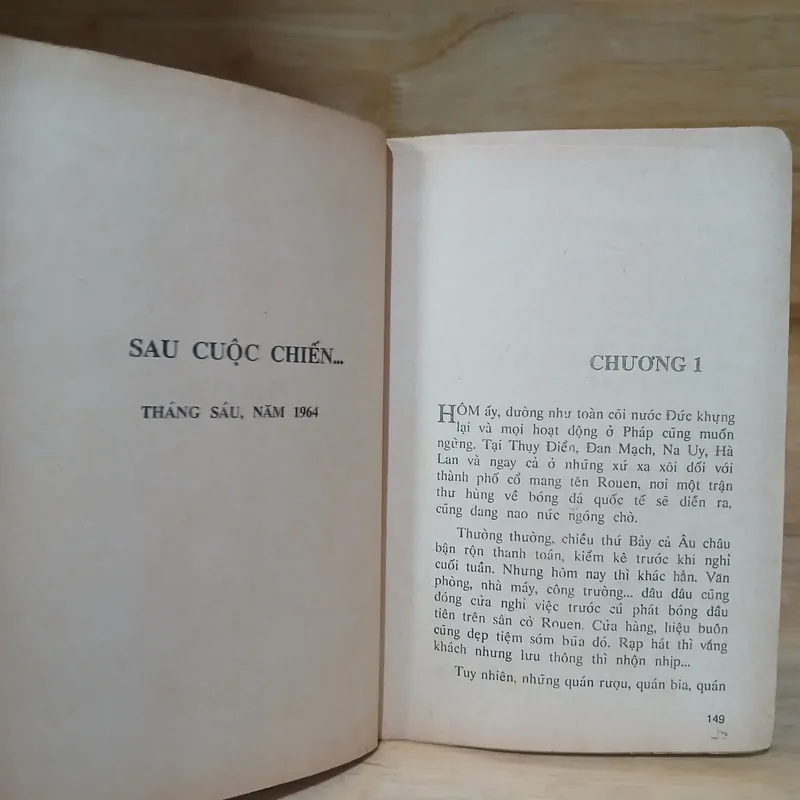 SAU CUỘC CHIẾN...
THÁNG SÁU, NĂM 1964
CHƯƠNG 1
HÔM ấy, dường như toàn cõi nước Đức khựng
lại và mọi hoạt động ở Pháp cũng muốn
ngừng. Tại Thụy Điển, Đan Mạch, Na Uy, Hà
Lan và ngay cả ở những xứ xa xôi đối với
thành phố cổ mang tên Rouen, nơi một trận
thư hùng về bóng đá quốc tế sẽ diễn ra,
cũng đang nao nức ngóng chờ.
Thường thường, chiều thứ Bảy cả Âu châu
bận rộn thanh toán, kiểm kê trước khi nghỉ
cuối tuần. Nhưng hôm nay thì khác hẳn. Văn
phòng, nhà máy, công trường... đâu đâu cũng
đóng cửa nghỉ việc trước cú phát bóng đầu
tiên trên sân cỏ Rouen. Cửa hàng, hiệu buôn
cũng dẹp tiệm sớm bữa đó. Rạp hát thì vắng
khách nhưng lưu thông thì nhộn nhịp...
Tuy nhiên, những quán rượu, quán bia, quán
149